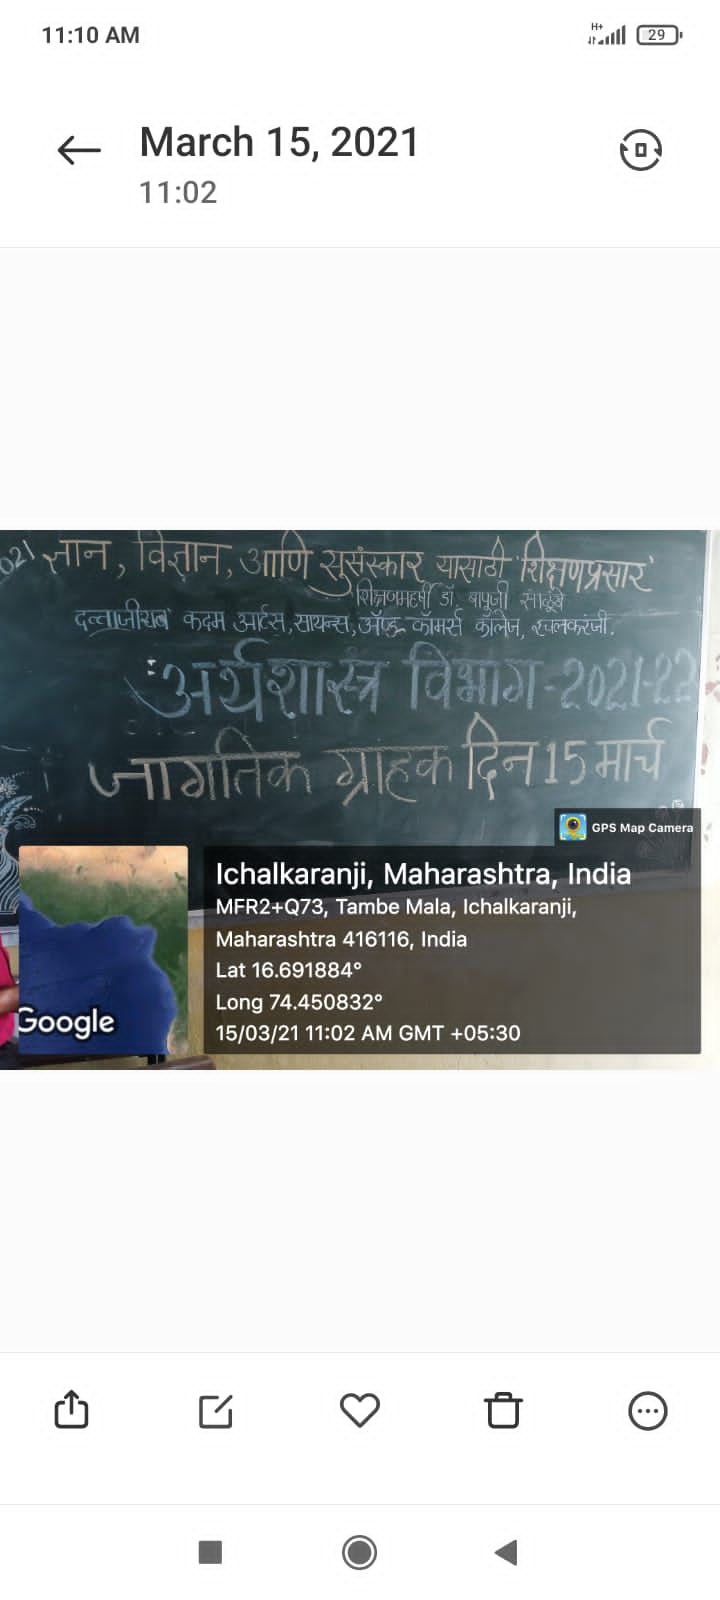 11:10 AM
H+
29
March 15, 2021
11:02
021
ज्ञान, विज्ञान, आणि सुसंस्कार यासाठी 'शिक्षणप्रसार'
शिक्षणमहर्षी डॉ. बापूजी साळुंखे
दत्ताजीराव कदम आर्टस, सायन्स, अ‍ॅण्ड कॉमर्स कॉलेज, इचलकरंजी.
अर्थशास्त्र विभाग-2021-22
जागतिक ग्राहक दिन 15 मार्च
GPS Map Camera
Ichalkaranji, Maharashtra, India
MFR2+Q73, Tambe Mala, Ichalkaranji,
Maharashtra 416116, India
Lat 16.691884°
Long 74.450832°
15/03/21 11:02 AM GMT +05:30
Google